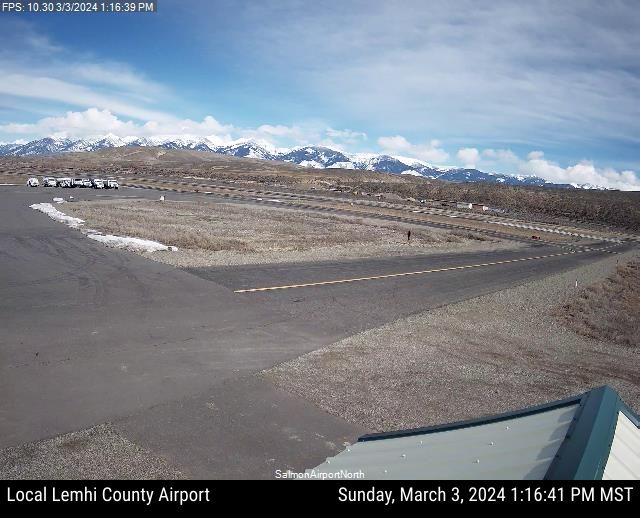 FPS: 10.30 3/3/2024 1:16:39 PM
SalmonAirportNorth
Local Lemhi County Airport Sunday, March 3, 2024 1:16:41 PM MST